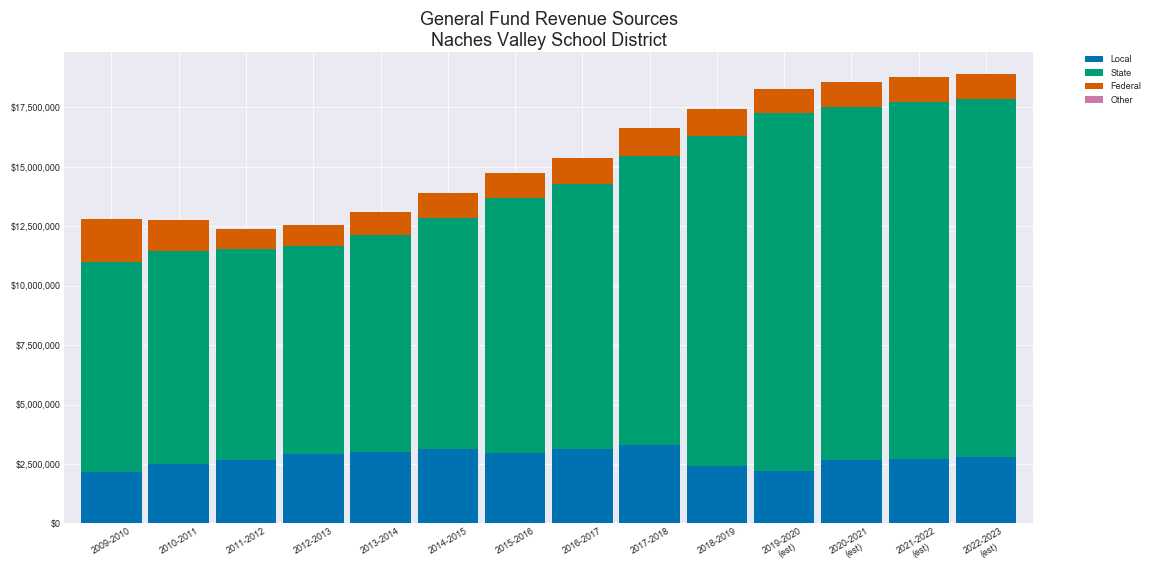 General Fund Revenue Sources
Naches Valley School District
Local
State
Federal
Other
$17,500,000
$15,000,000
$12,500,000
$10,000,000
$7,500,000
$5,000,000
$2,500,000
$0
2009-2010
2010-2011
2011-2012
2012-2013
2013-2014
2014-2015
2015-2016
2016-2017
2017-2018
2018-2019
2019-2020
(est)
2020-2021
(est)
2021-2022
(est)
2022-2023
(est)